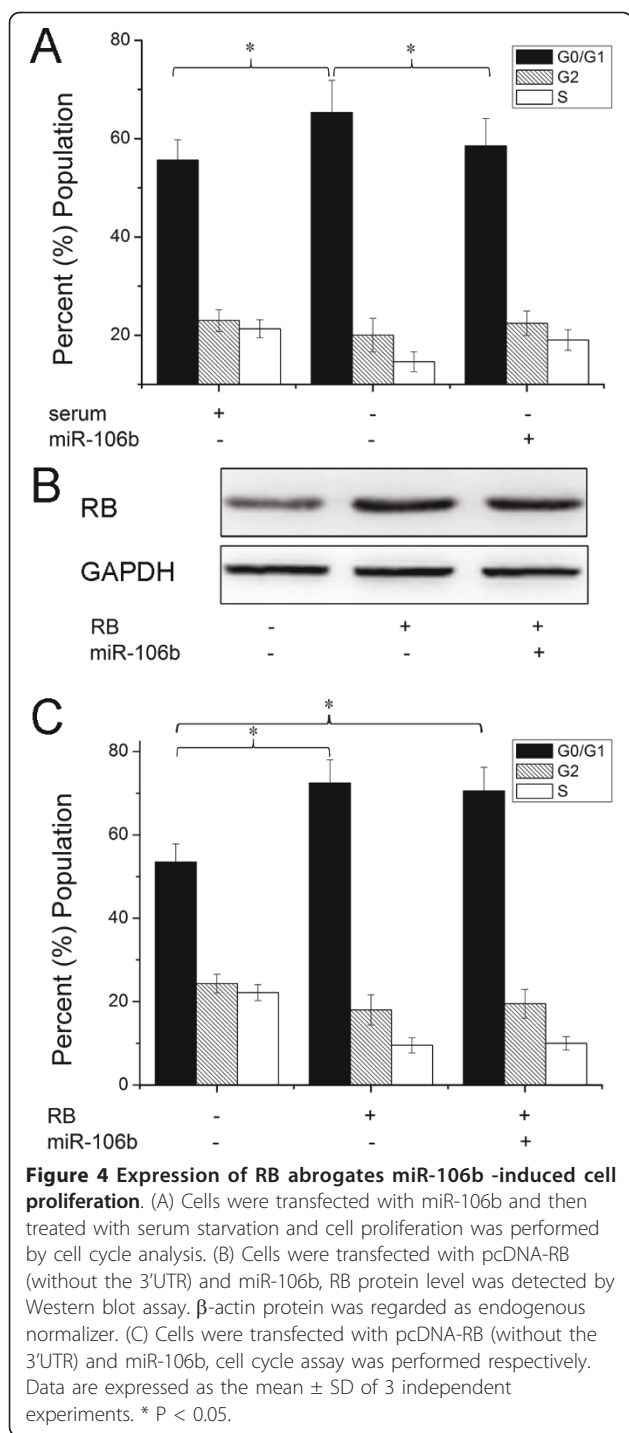 A
80
60
40
20
Percent (%) Population
* *
G0/G1
G2
S
serum + - -
miR-106b - - +
B
RB
GAPDH
RB - + +
miR-106b - - +
C
80
60
40
20
0
Percent (%) Population
*
*
G0/G1
G2
S
RB - + +
miR-106b - - +
Figure 4 Expression of RB abrogates miR-106b -induced cell
proliferation. (A) Cells were transfected with miR-106b and then
treated with serum starvation and cell proliferation was performed
by cell cycle analysis. (B) Cells were transfected with pcDNA-RB
(without the 3'UTR) and miR-106b, RB protein level was detected by
Western blot assay. β-actin protein was regarded as endogenous
normalizer. (C) Cells were transfected with pcDNA-RB (without the
3'UTR) and miR-106b, cell cycle assay was performed respectively.
Data are expressed as the mean ± SD of 3 independent
experiments. * P < 0.05.